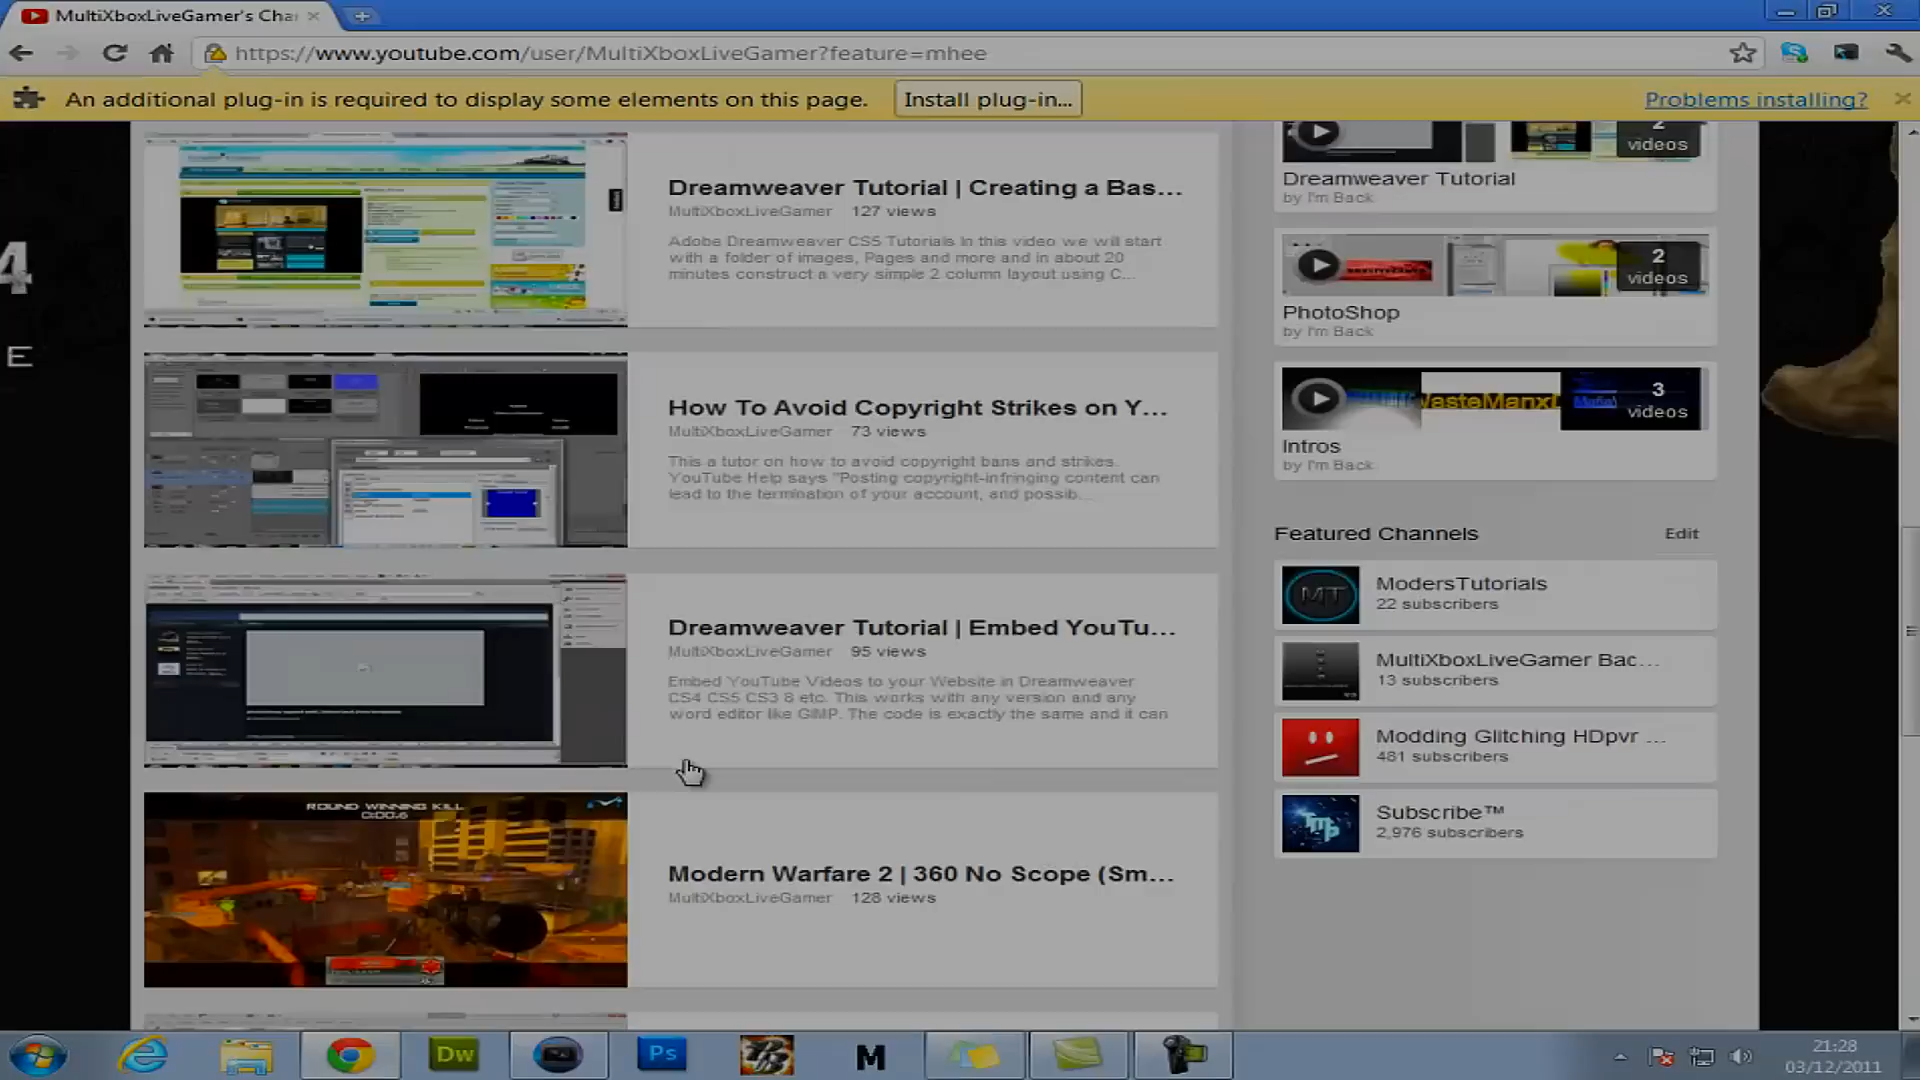 MultiXboxLiveGamer's Cha
https://www.youtube.com/user/MultiXboxLiveGamer?feature=mhee
An additional plug-in is required to display some elements on this page.
Install plug-in...
Problems installing?
4
E
Dreamweaver Tutorial | Creating a Bas...
MultiXboxLiveGamer 127 views
Adobe Dreamweaver CS5 Tutorials In this video we will start
with a folder of images, Pages and more and in about 20
minutes construct a very simple 2 column layout using C...
How To Avoid Copyright Strikes on Y...
MultiXboxLiveGamer 73 views
This a tutor on how to avoid copyright bans and strikes.
YouTube Help says "Posting copyright-infringing content can
lead to the termination of your account, and possib...
Dreamweaver Tutorial | Embed YouTu...
MultiXboxLiveGamer 95 views
Embed YouTube Videos to your Website in Dreamweaver
CS4 CS5 CS3 8 etc. This works with any version and any
word editor like GIMP. The code is exactly the same and it can
ROUND WINNING KILL
0:00.6
Modern Warfare 2 | 360 No Scope (Sm...
MultiXboxLiveGamer 128 views
2
videos
Dreamweaver Tutorial
by I'm Back
2
videos
PhotoShop
by I'm Back
WasteManxL
3
videos
Intros
by I'm Back
Featured Channels
Edit
MT
ModersTutorials
22 subscribers
MultiXboxLiveGamer Bac...
13 subscribers
Modding Glitching HDpvr ...
481 subscribers
Subscribe™
2,976 subscribers
Dw
Ps
M
21:28
03/12/2011